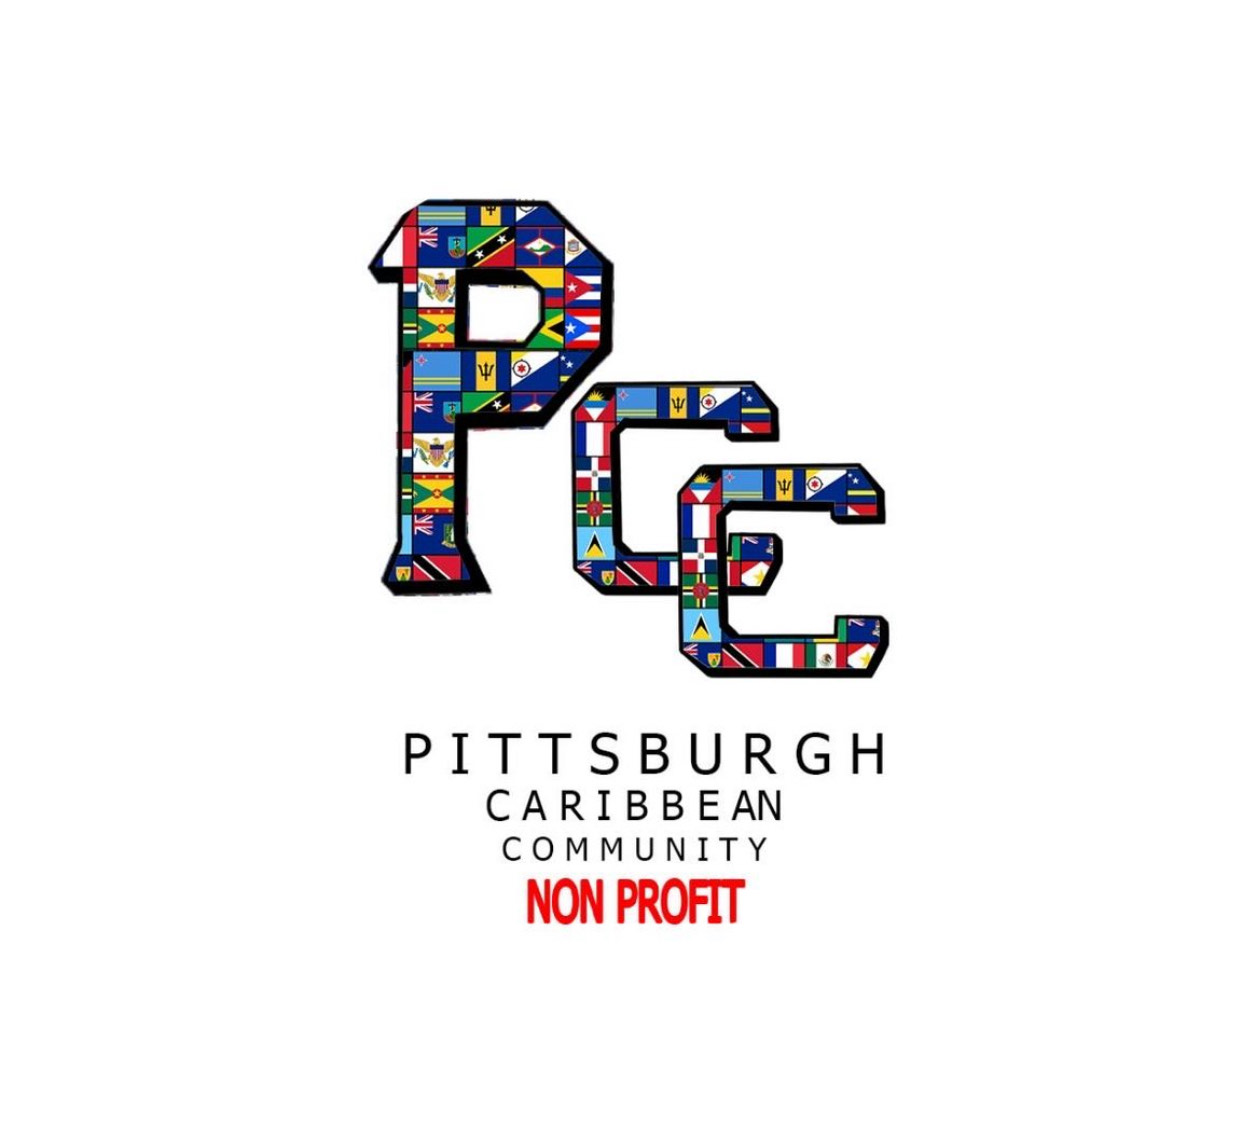 PCC
PITTSBURGH
CARIBBEAN
COMMUNITY
NON PROFIT